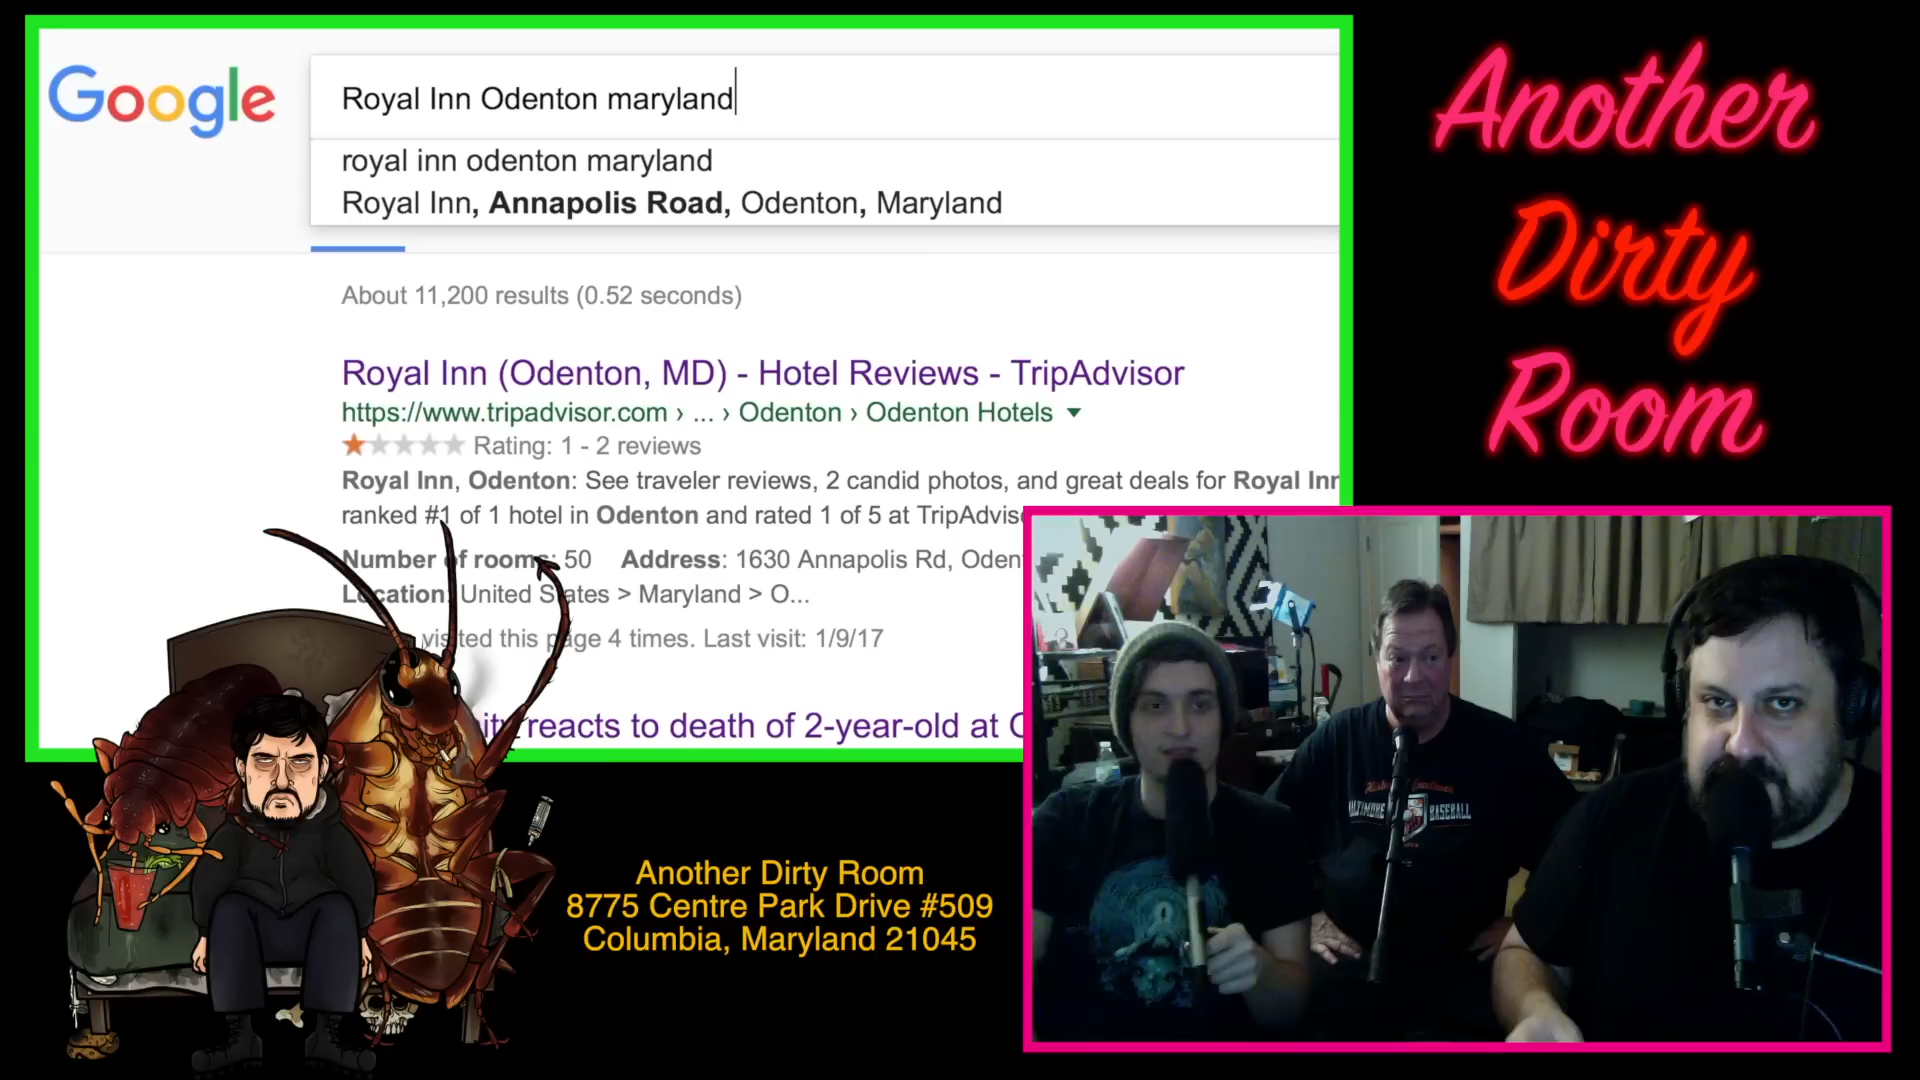 Google
Royal Inn Odenton maryland
royal inn odenton maryland
Royal Inn, Annapolis Road, Odenton, Maryland
About 11,200 results (0.52 seconds)
Royal Inn (Odenton, MD) - Hotel Reviews - TripAdvisor
https://www.tripadvisor.com › ... › Odenton › Odenton Hotels
Rating: 1 - 2 reviews
Royal Inn, Odenton: See traveler reviews, 2 candid photos, and great deals for Royal Inn
ranked #1 of 1 hotel in Odenton and rated 1 of 5 at TripAdvis
Number of rooms: 50 Address: 1630 Annapolis Rd, Oden
Location: United States > Maryland > O...
visited this page 4 times. Last visit: 1/9/17
ity reacts to death of 2-year-old at
Another
Dirty
Room
BASEBALL
Another Dirty Room
8775 Centre Park Drive #509
Columbia, Maryland 21045